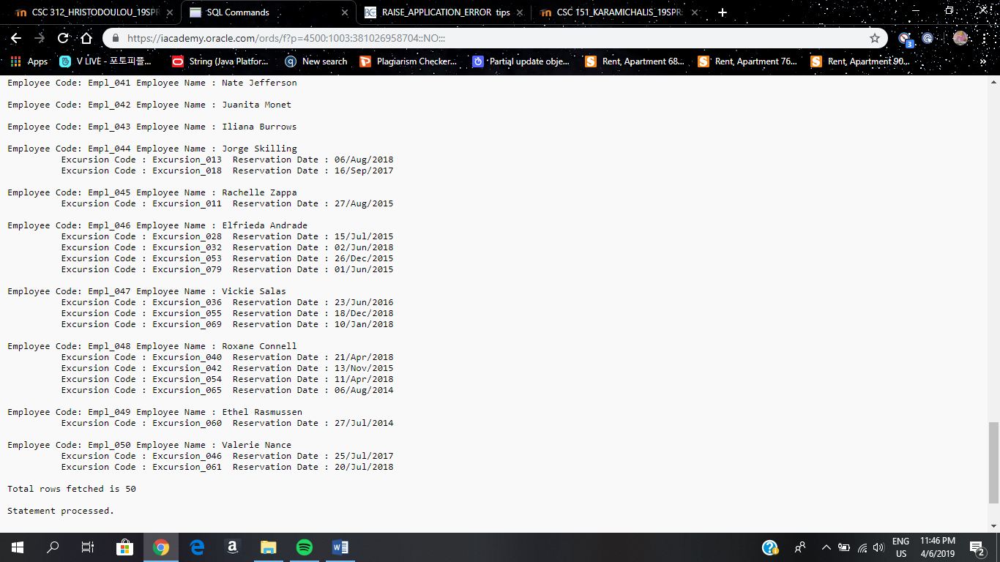 CSC 312_HRISTODOULOU_19SPR
SQL Commands
BC RAISE_APPLICATION_ERROR tips
CSC 151_KARAMICHALIS_19SPR
https://iacademy.oracle.com/ords/f?p=4500:1003:381026958704::NO:::
3
Apps
V LIVE - 포토피플...
String (Java Platfor...
New search
Plagiarism Checker...
Partial update obje...
Rent, Apartment 68...
Rent, Apartment 76...
Rent, Apartment 90...
»
Employee Code: Empl_041 Employee Name : Nate Jefferson
Employee Code: Empl_042 Employee Name : Juanita Monet
Employee Code: Empl_043 Employee Name : Iliana Burrows
Employee Code: Empl_044 Employee Name : Jorge Skilling
Excursion Code : Excursion_013 Reservation Date : 06/Aug/2018
Excursion Code : Excursion_018 Reservation Date : 16/Sep/2017
Employee Code: Empl_045 Employee Name : Rachelle Zappa
Excursion Code : Excursion_011 Reservation Date : 27/Aug/2015
Employee Code: Empl_046 Employee Name : Elfrieda Andrade
Excursion Code : Excursion_028 Reservation Date : 15/Jul/2015
Excursion Code : Excursion_032 Reservation Date : 02/Jun/2018
Excursion Code : Excursion_053 Reservation Date : 26/Dec/2015
Excursion Code : Excursion_079 Reservation Date : 01/Jun/2015
Employee Code: Empl_047 Employee Name : Vickie Salas
Excursion Code : Excursion_036 Reservation Date : 23/Jun/2016
Excursion Code : Excursion_055 Reservation Date : 18/Dec/2018
Excursion Code : Excursion_069 Reservation Date : 10/Jan/2018
Employee Code: Empl_048 Employee Name : Roxane Connell
Excursion Code : Excursion_040 Reservation Date : 21/Apr/2018
Excursion Code : Excursion_042 Reservation Date : 13/Nov/2015
Excursion Code : Excursion_054 Reservation Date : 11/Apr/2018
Excursion Code : Excursion_065 Reservation Date : 06/Aug/2014
Employee Code: Empl_049 Employee Name : Ethel Rasmussen
Excursion Code : Excursion_060 Reservation Date : 27/Jul/2014
Employee Code: Empl_050 Employee Name : Valerie Nance
Excursion Code : Excursion_046 Reservation Date : 25/Jul/2017
Excursion Code : Excursion_061 Reservation Date : 20/Jul/2018
Total rows fetched is 50
Statement processed.
ENG
US
11:46 PM
4/6/2019
2